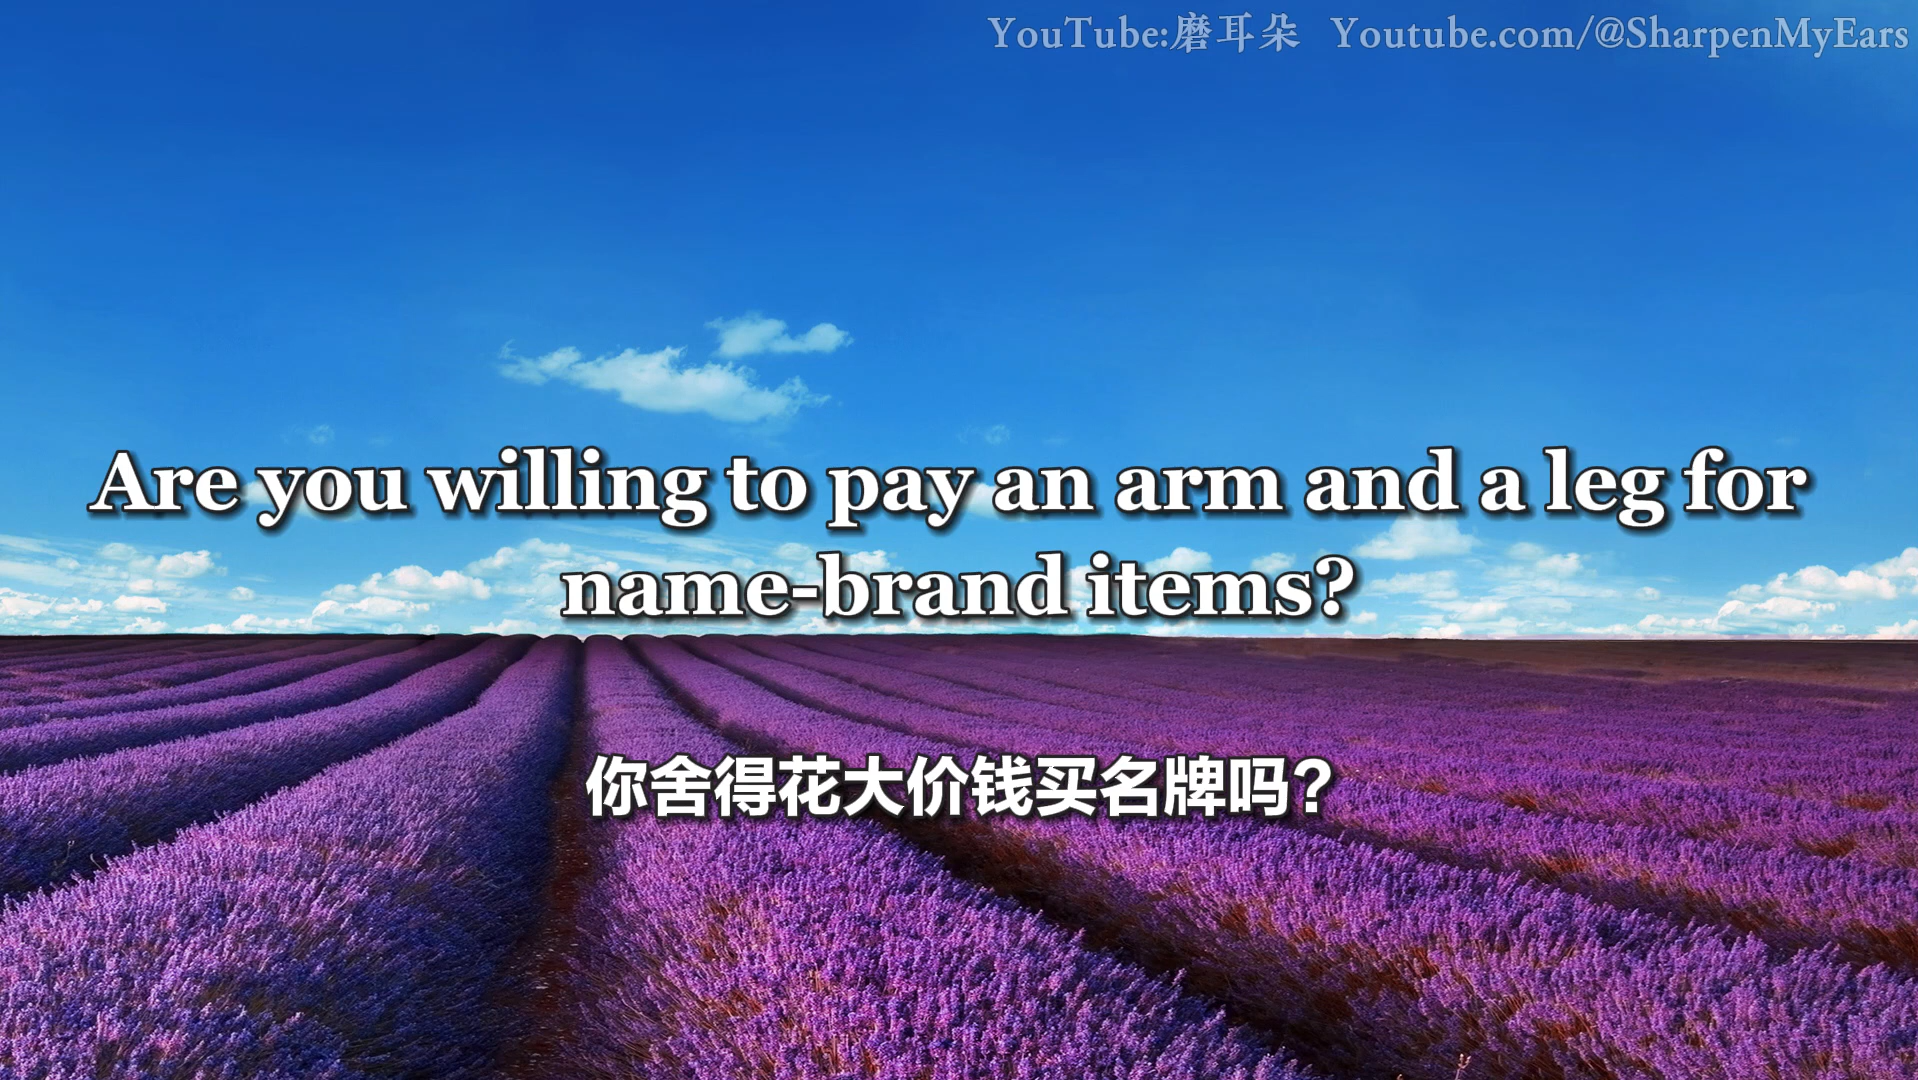 YouTube:磨耳朵 Youtube.com/@SharpenMyEars
Are you willing to pay an arm and a leg for
name-brand items?
你舍得花大价钱买名牌吗?